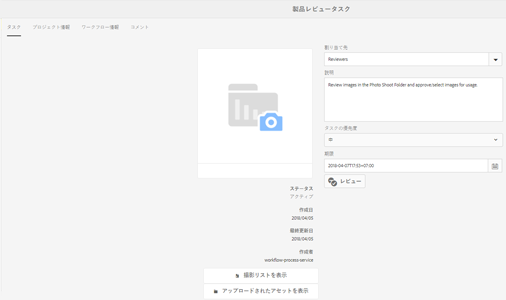 製品レビュータスク
タスク
プロジェクト情報
ワークフロー情報
コメント
割り当て先
Reviewers
説明
Review images in the Photo Shoot Folder and approve/select images for usage
タスクの優先度
中
期限
2018-04-07T17:53+07:00
レビュー
ステータス
アクティブ
作成日
2018/04/05
最終更新日
2018/04/05
作成者
workflow-process-service
撮影リストを表示
アップロードされたアセットを表示